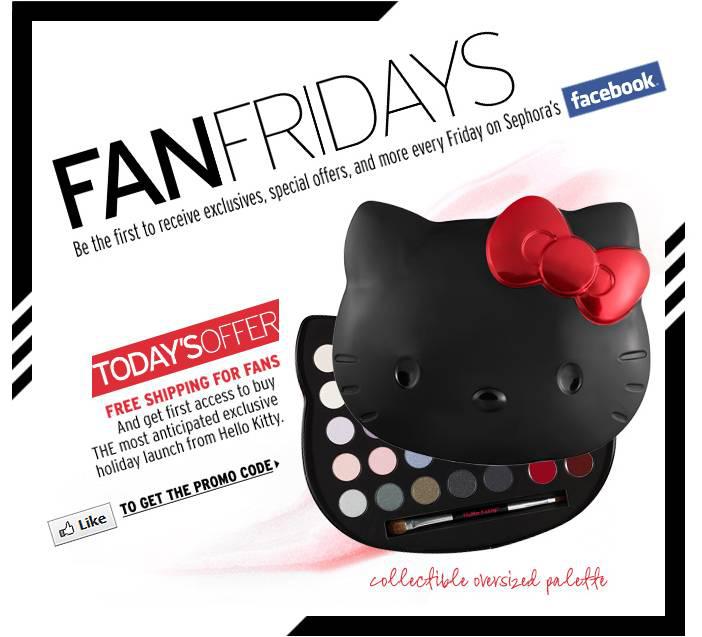 FANFRIDAYS
Be the first to receive exclusives, special offers, and more every Friday on Sephora's facebook
TODAY'SOFFER
FREE SHIPPING FOR FANS
And get first access to buy
THE most anticipated exclusive
holiday launch from Hello Kitty.
Like
TO GET THE PROMO CODE
collectible oversized palette